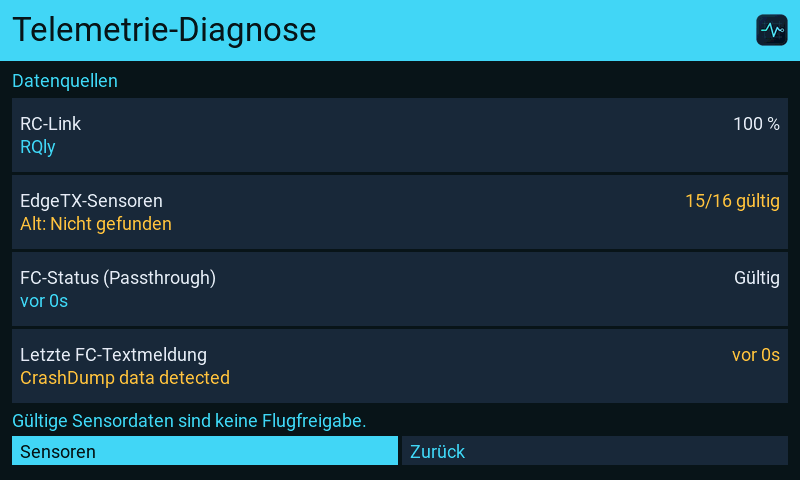 Telemetrie-Diagnose
Datenquellen
RC-Link 100 %
RQly
EdgeTX-Sensoren 15/16 gültig
Alt: Nicht gefunden
FC-Status (Passthrough) Gültig
vor 0s
Letzte FC-Textmeldung vor 0s
CrashDump data detected
Gültige Sensordaten sind keine Flugfreigabe.
Sensoren Zurück